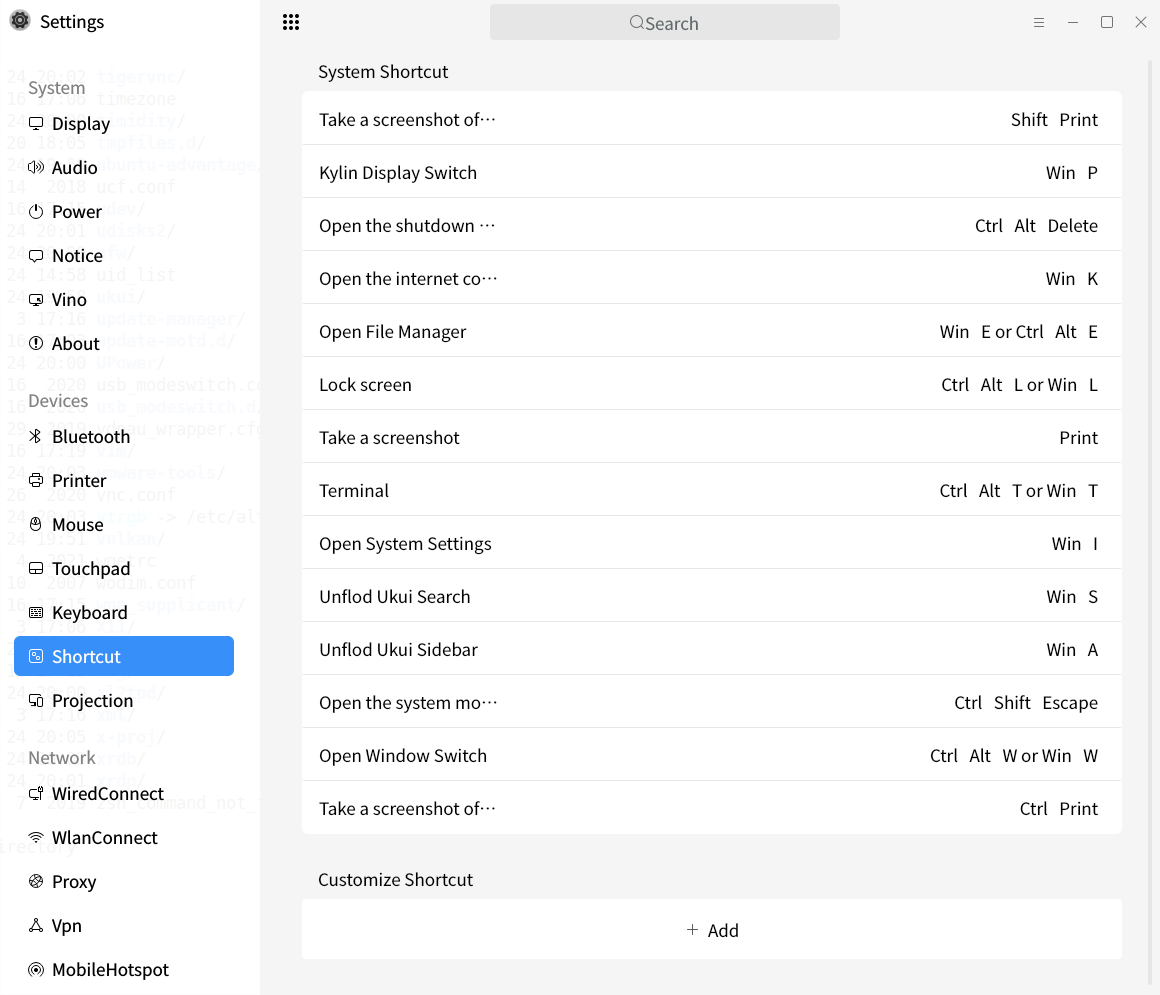 Settings
Search
System
Display
Audio
Power
Notice
Vino
About
Devices
Bluetooth
Printer
Mouse
Touchpad
Keyboard
Shortcut
Projection
Network
WiredConnect
WlanConnect
Proxy
Vpn
MobileHotspot
System Shortcut
Take a screenshot of… Shift Print
Kylin Display Switch Win P
Open the shutdown … Ctrl Alt Delete
Open the internet co… Win K
Open File Manager Win E or Ctrl Alt E
Lock screen Ctrl Alt L or Win L
Take a screenshot Print
Terminal Ctrl Alt T or Win T
Open System Settings Win I
Unflod Ukui Search Win S
Unflod Ukui Sidebar Win A
Open the system mo… Ctrl Shift Escape
Open Window Switch Ctrl Alt W or Win W
Take a screenshot of… Ctrl Print
Customize Shortcut
+ Add